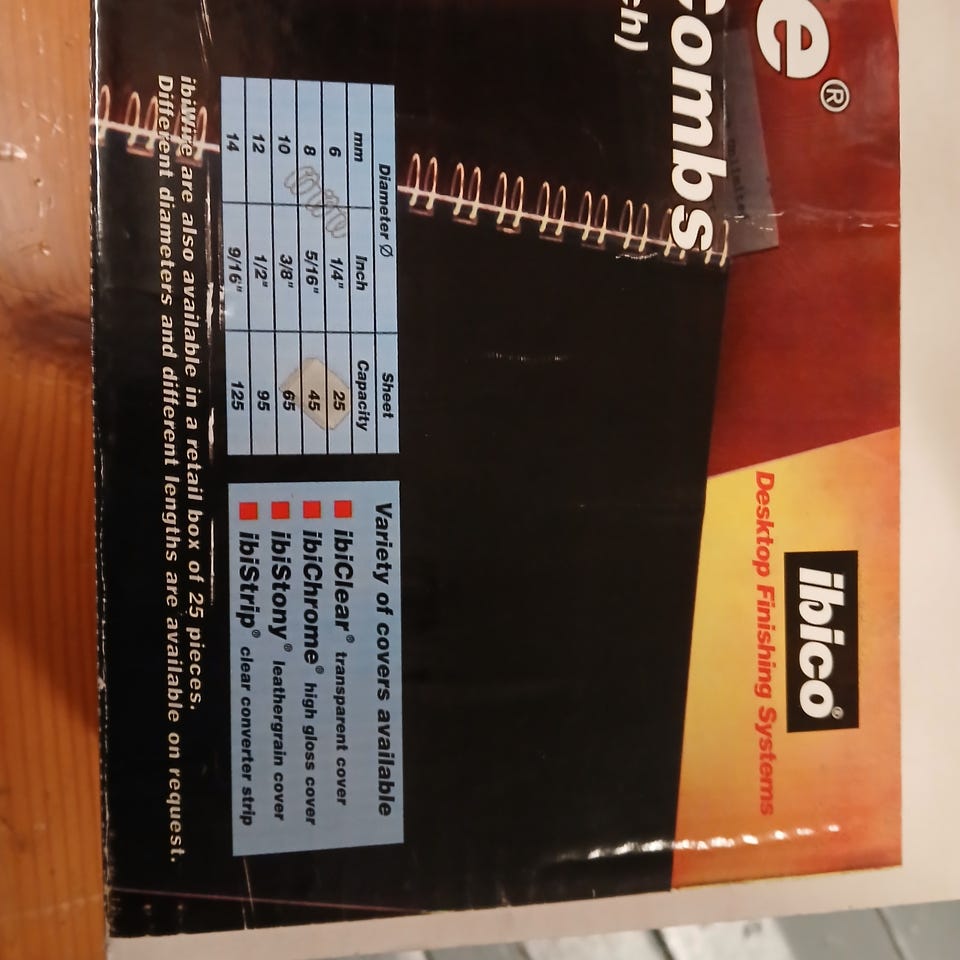 e®
Combs
ch)
ibico®
Desktop Finishing Systems
Diameter Ø Sheet
mm Inch Capacity
6 1/4" 25
8 5/16" 45
10 3/8" 65
12 1/2" 95
14 9/16" 125
Variety of covers available
ibiClear® transparent cover
ibiChrome® high gloss cover
ibiStony® leathergrain cover
ibiStrip® clear converter strip
ibiWire are also available in a retail box of 25 pieces.
Different diameters and different lengths are available on request.